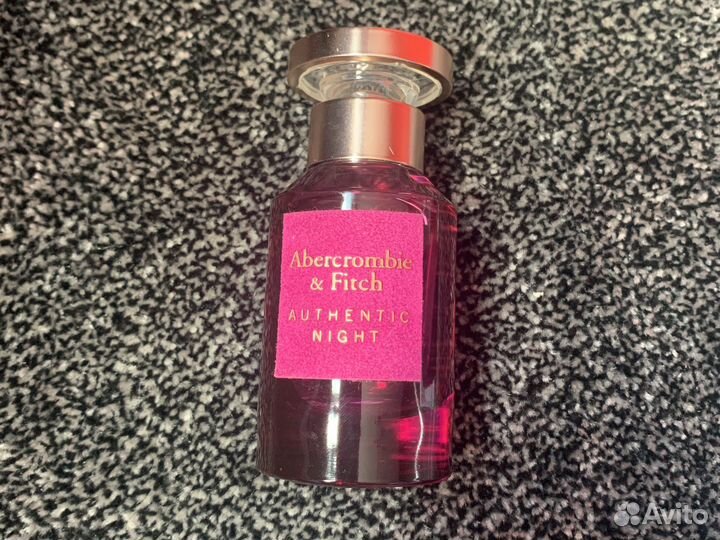 Abercrombie
& Fitch
AUTHENTIC
NIGHT
Avito